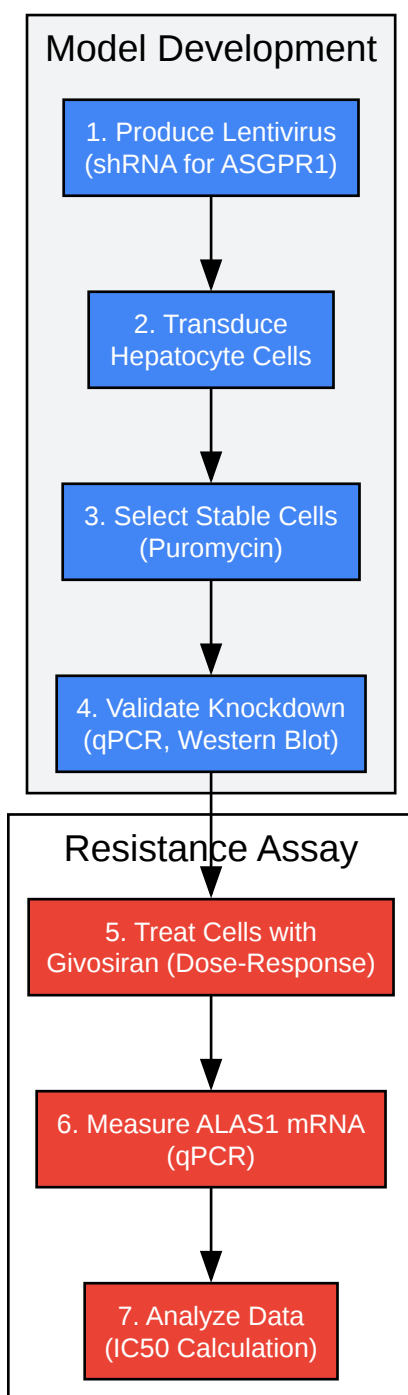 Model Development
1. Produce Lentivirus
(shRNA for ASGPR1)
2. Transduce
Hepatocyte Cells
3. Select Stable Cells
(Puromycin)
4. Validate Knockdown
(qPCR, Western Blot)
Resistance Assay
5. Treat Cells with
Givosiran (Dose-Response)
6. Measure ALAS1 mRNA
(qPCR)
7. Analyze Data
(IC50 Calculation)